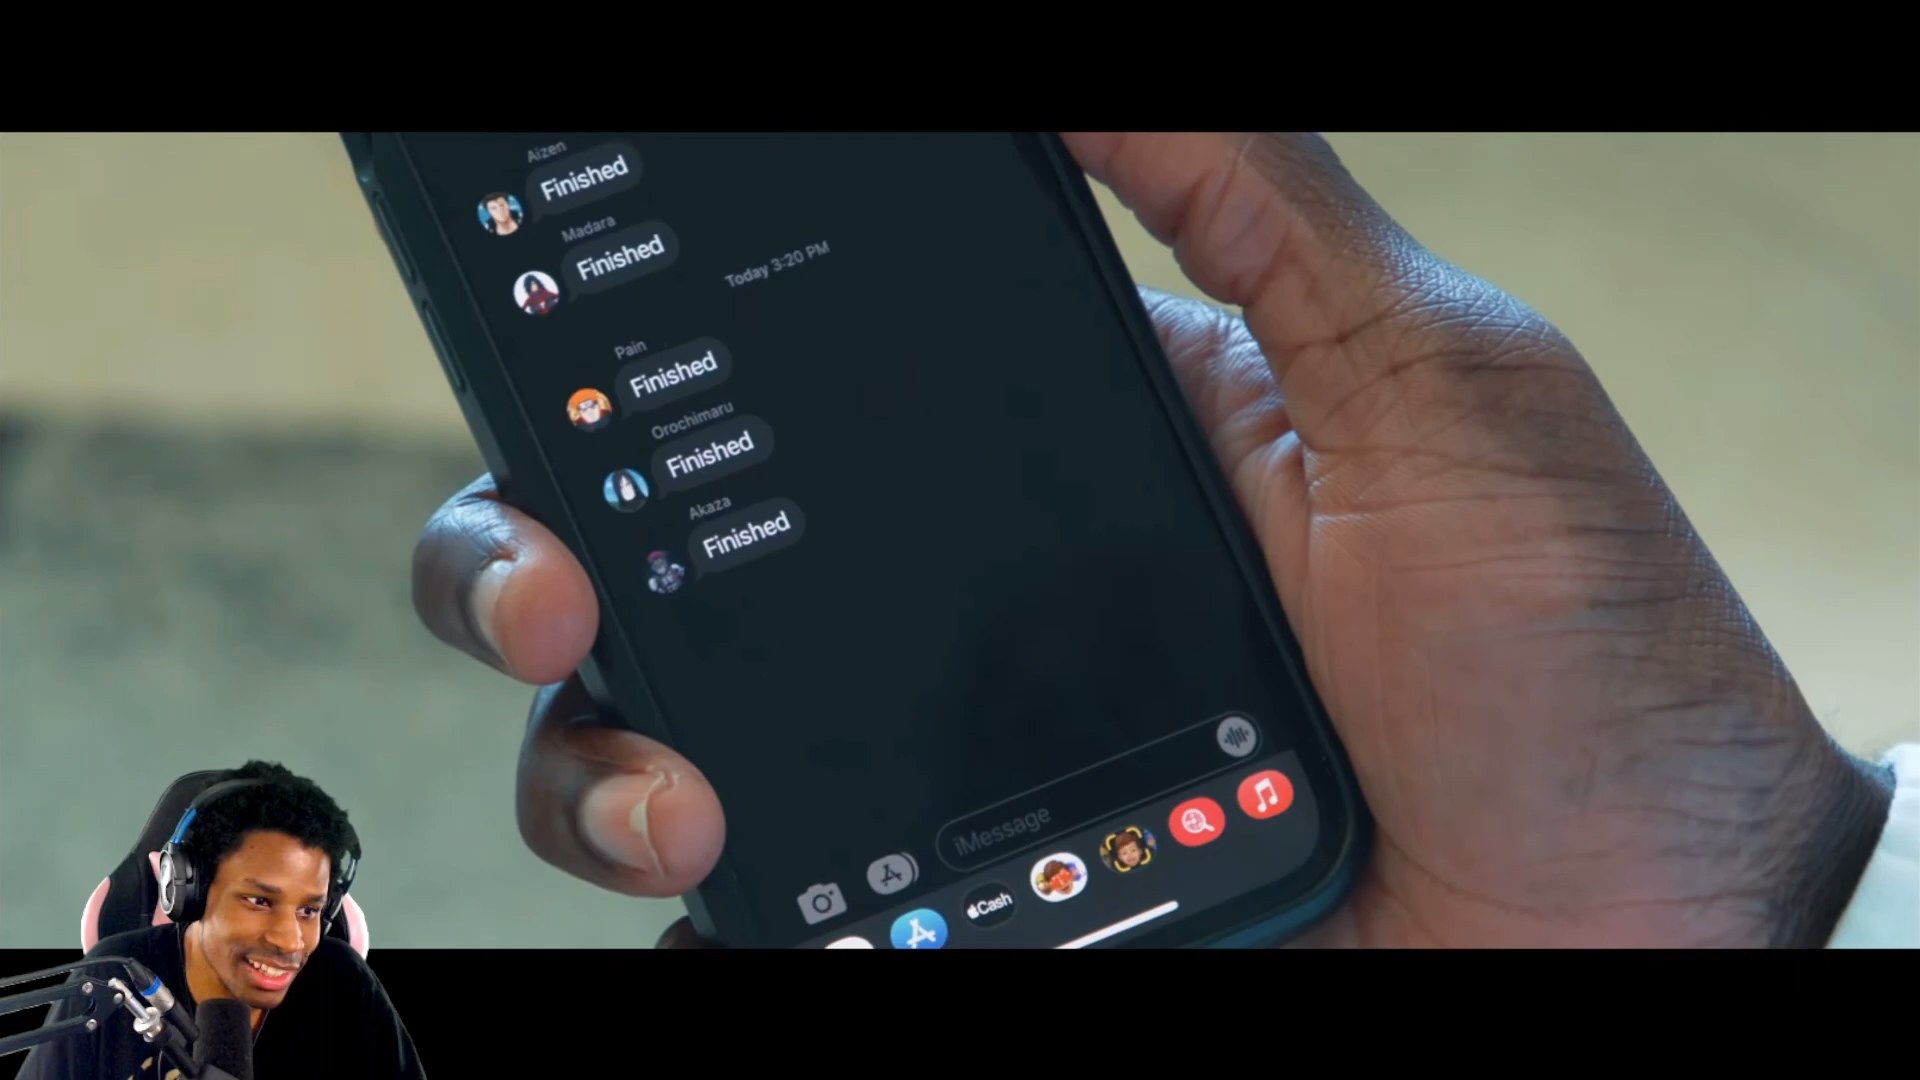 Aizen
Finished
Madara
Finished
Today 3:20 PM
Pain
Finished
Orochimaru
Finished
Akaza
Finished
iMessage
Cash